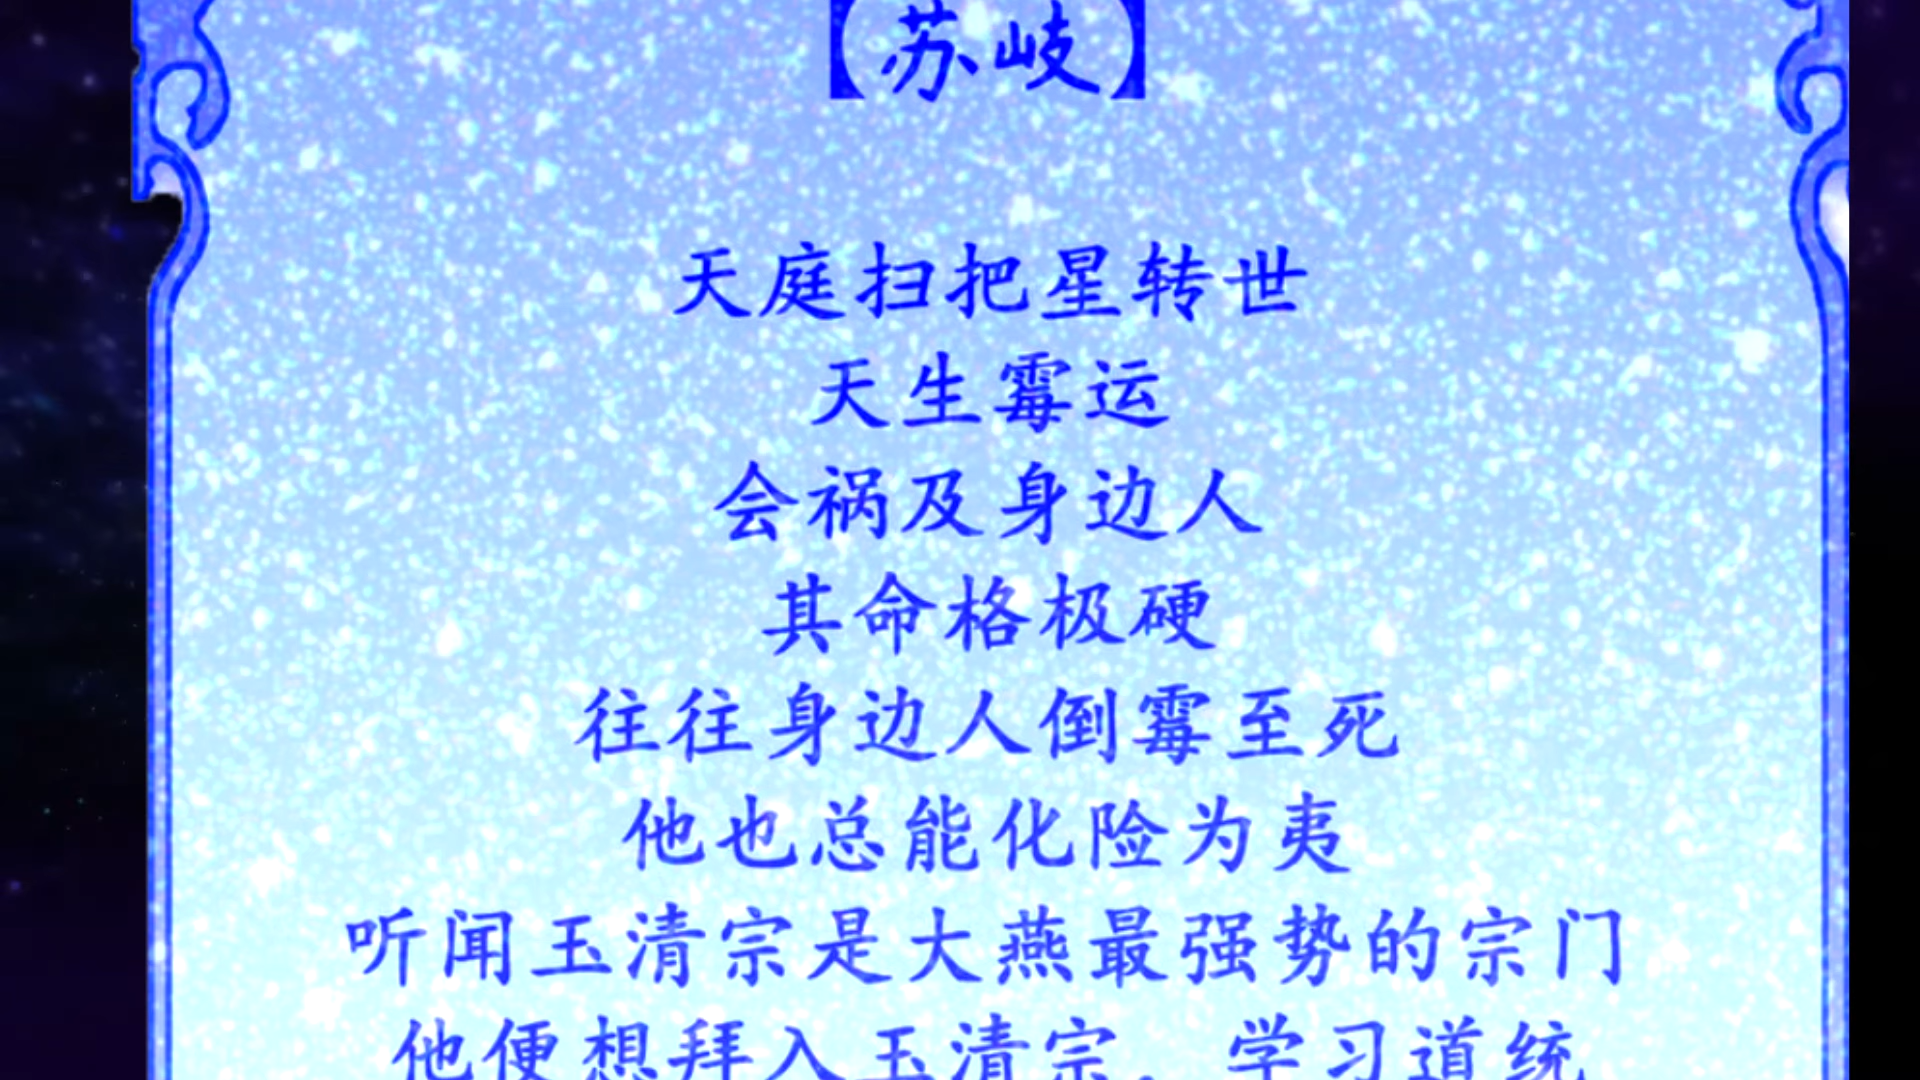 【苏岐】
天庭扫把星转世
天生霉运
会祸及身边人
其命格极硬
往往身边人倒霉至死
他也总能化险为夷
听闻玉清宗是大燕最强势的宗门
他便想拜入玉清宗，学习道统